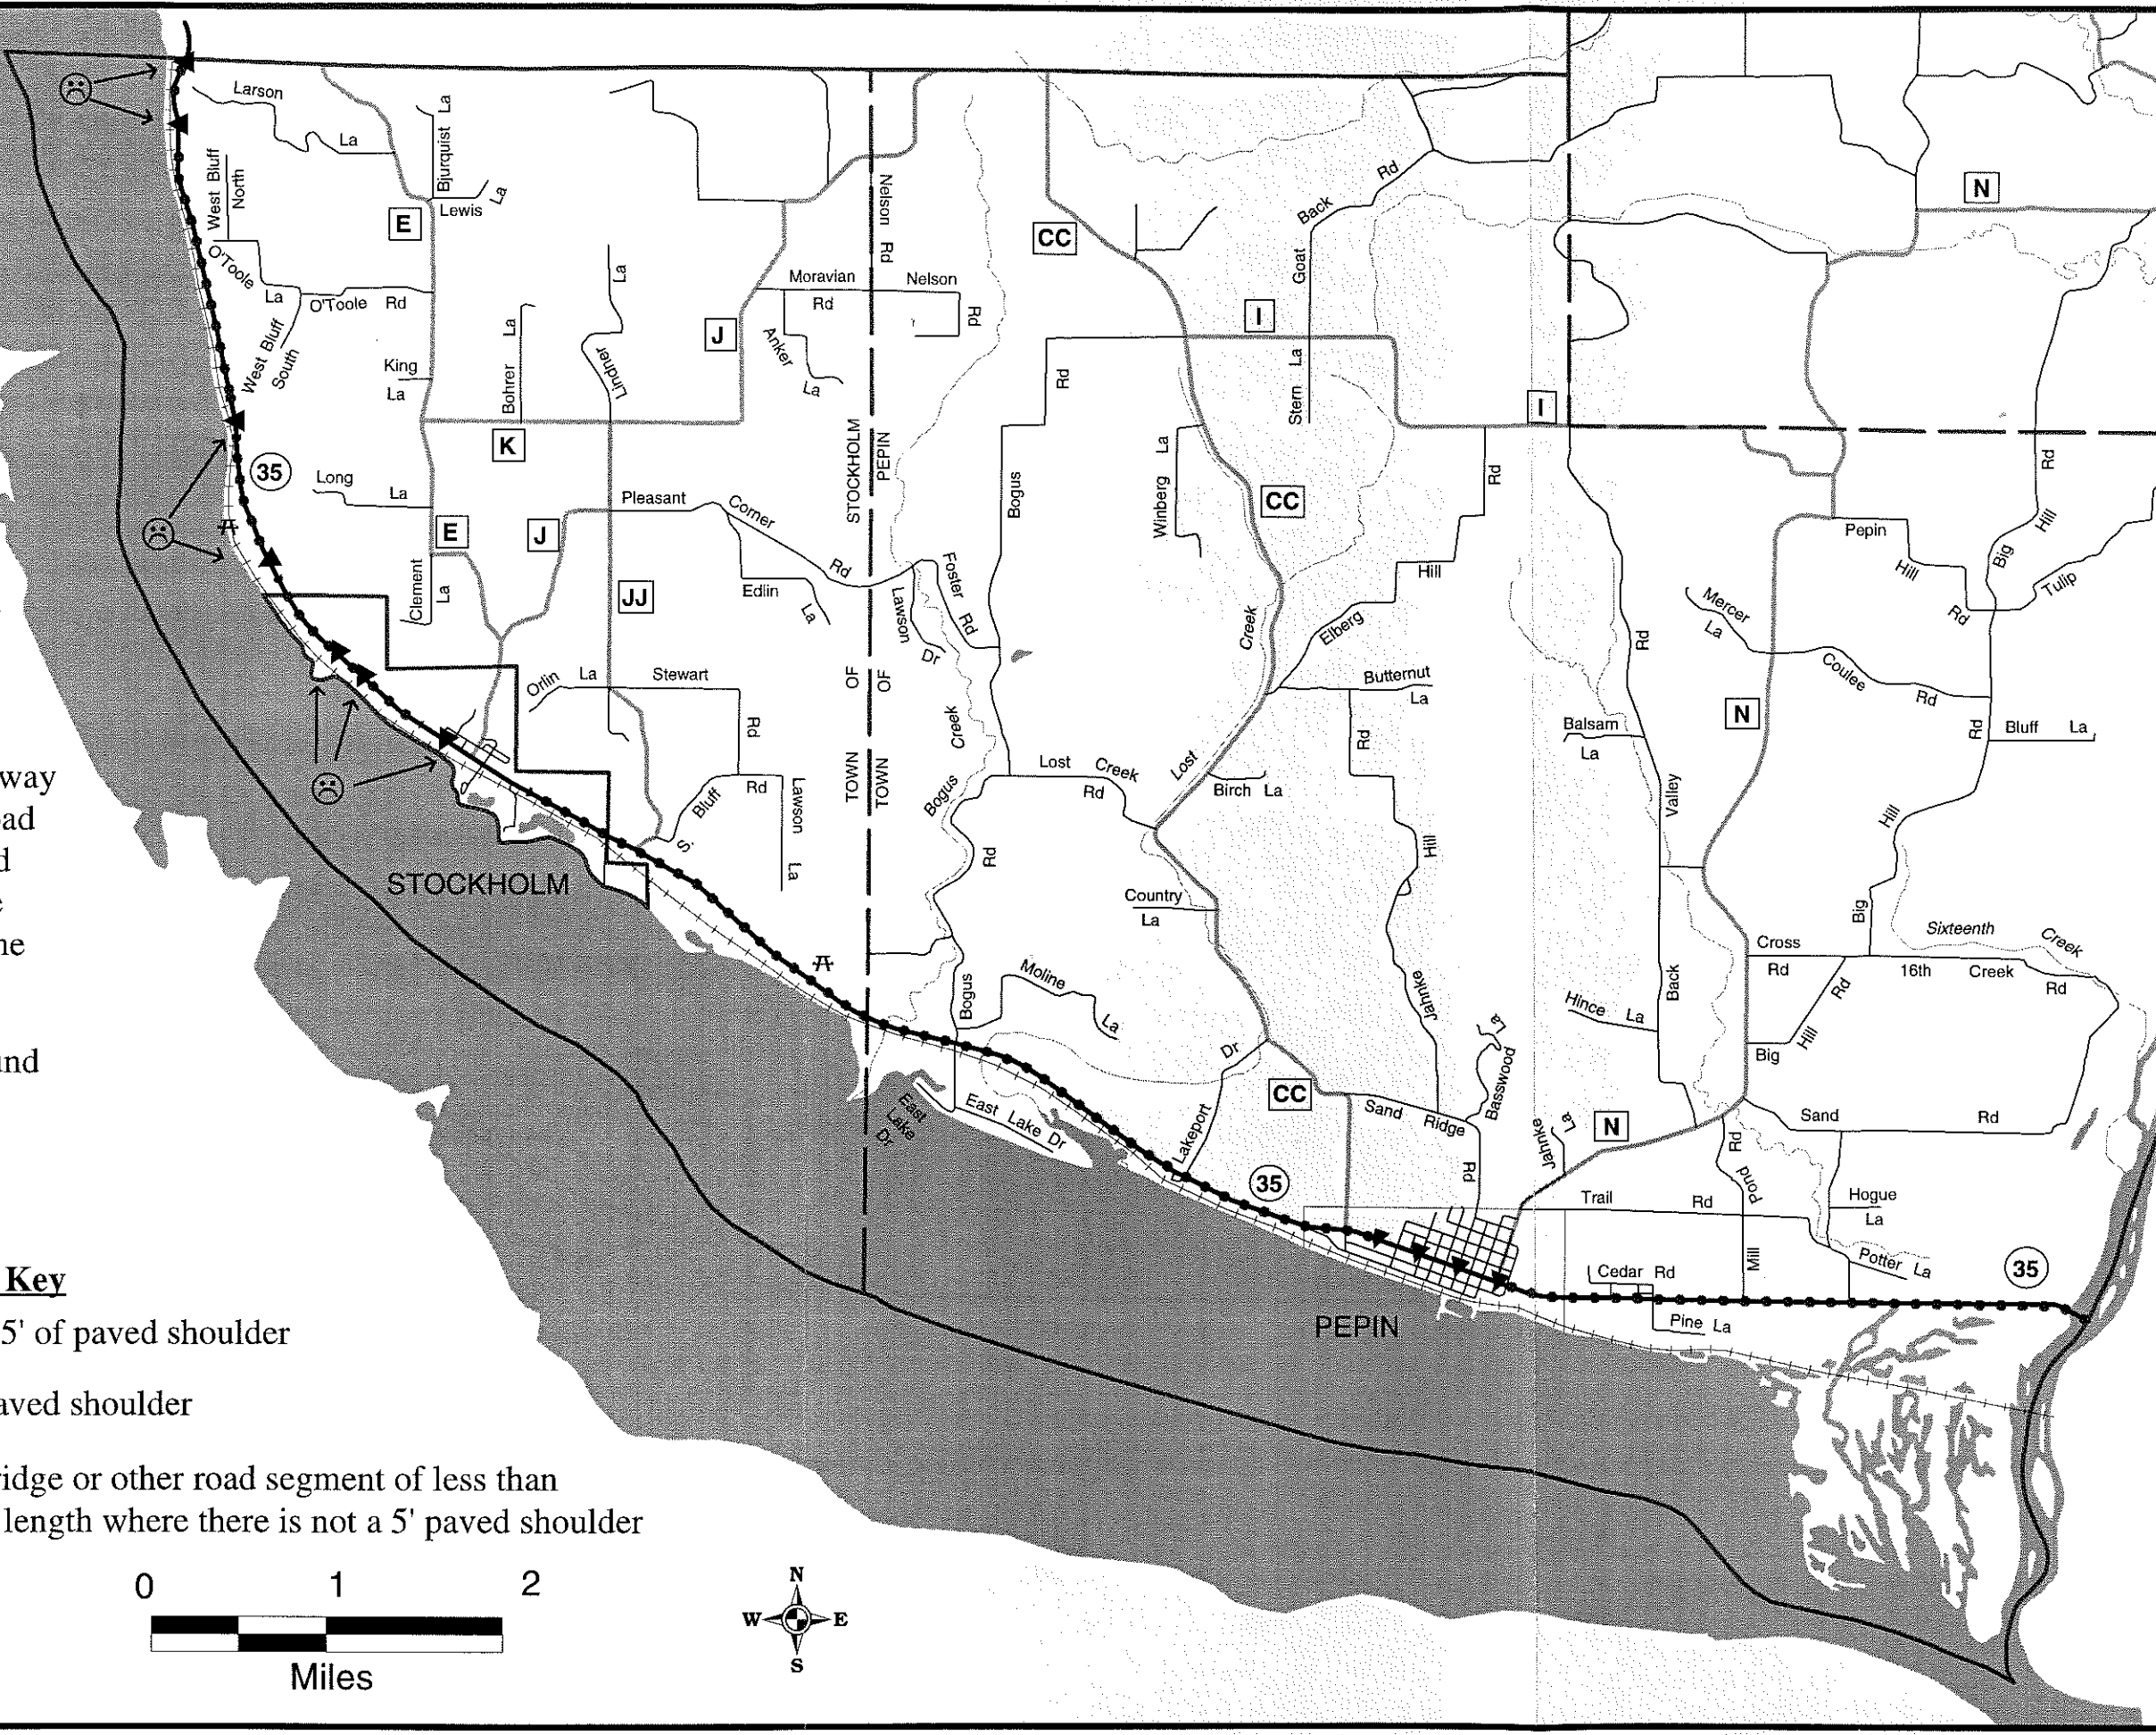 Larson
La
Bjurquist La
Lewis La
West Bluff
North
E
O'Toole
La
O'Toole Rd
West Bluff
South
King
La
Bohrer La
La
Lindner
J
K
Moravian
Rd
Nelson
Rd
Nelson Rd
Anker
La
CC
I
Back Rd
Goat
Stern La
I
N
35
Long La
E
J
Clement
La
JJ
Pleasant
Corner
Rd
Edlin
La
STOCKHOLM
PEPIN
TOWN OF
TOWN OF
Lawson
Dr
Foster
Rd
Bogus
Rd
Winberg La
CC
Creek
Lost
Elberg
Hill
Rd
Butternut
La
Rd
Hill
Jahnke
Balsam
La
Rd
Valley
Back
N
Mercer
La
Coulee
Rd
Pepin
Hill
Rd
Big
Hill
Rd
Tulip
Rd
Bluff La
Hill
Big
Orlin La
Stewart
Rd
S. Bluff
Rd
Lawson
La
Creek
Bogus
Lost Creek
Rd
Rd
Birch La
Country
La
Bogus
Moline
La
Sixteenth Creek
Cross
Rd
16th Creek
Rd
Hince La
Big
Hill
Rd
STOCKHOLM
East
Lake
Dr
East Lake Dr
Lakeport
Dr
CC
Sand
Ridge
Rd
Basswood
La
Jahnke
La
N
Rd
Pond
Mill
Sand Rd
35
Trail Rd
Hogue
La
Potter La
Cedar Rd
Pine La
35
PEPIN
way
Key
5' of paved shoulder
aved shoulder
ridge or other road segment of less than
length where there is not a 5' paved shoulder
0 1 2
Miles
N
W E
S